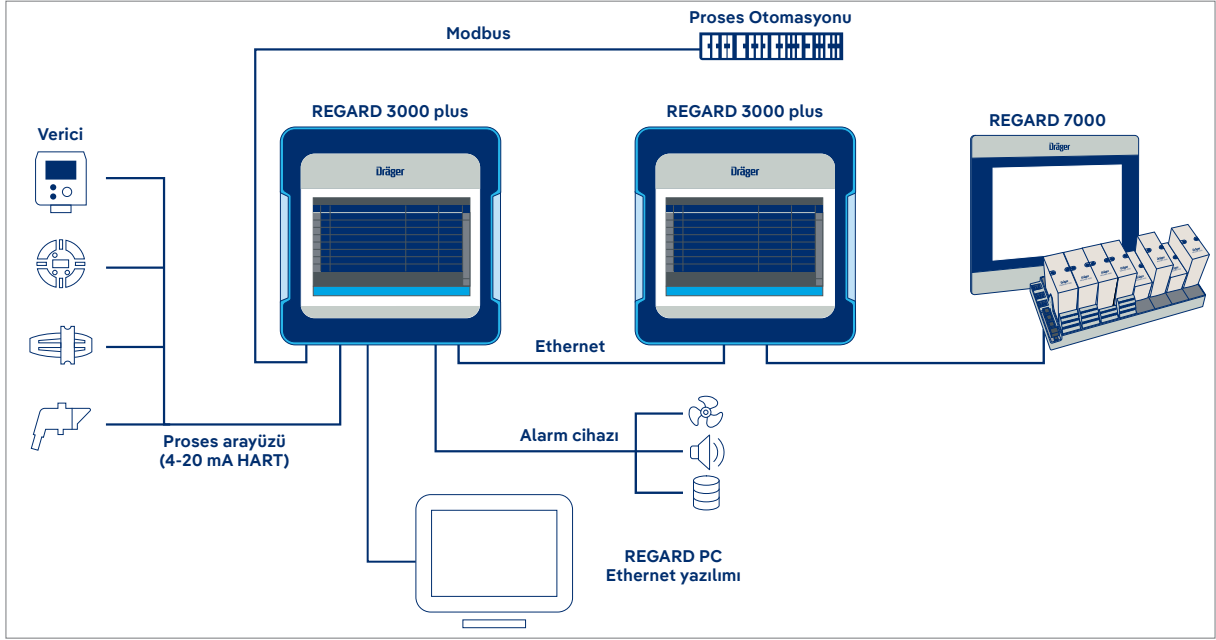 Proses Otomasyonu
Modbus
REGARD 3000 plus
REGARD 3000 plus
REGARD 7000
Verici
Dräger
Dräger
Dräger
Ethernet
Proses arayüzü
(4-20 mA HART)
Alarm cihazı
REGARD PC
Ethernet yazılımı